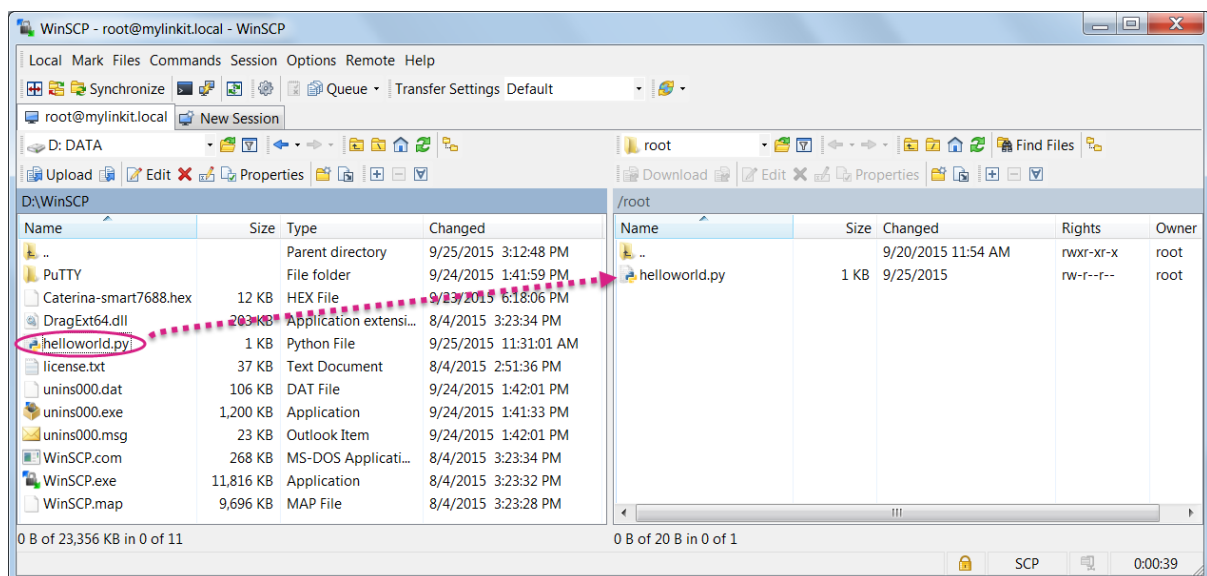 WinSCP - root@mylinkit.local - WinSCP
Local Mark Files Commands Session Options Remote Help
Synchronize Queue Transfer Settings Default
root@mylinkit.local New Session
D: DATA root Find Files
Upload Edit Properties Download Edit Properties
D:\WinSCP /root
Name Size Type Changed Name Size Changed Rights Owner
.. Parent directory 9/25/2015 3:12:48 PM .. 9/20/2015 11:54 AM rwxr-xr-x root
PuTTY File folder 9/24/2015 1:41:59 PM helloworld.py 1 KB 9/25/2015 rw-r--r-- root
Caterina-smart7688.hex 12 KB HEX File 9/23/2015 6:18:06 PM
DragExt64.dll 203 KB Application extensi... 8/4/2015 3:23:34 PM
helloworld.py 1 KB Python File 9/25/2015 11:31:01 AM
license.txt 37 KB Text Document 8/4/2015 2:51:36 PM
unins000.dat 106 KB DAT File 9/24/2015 1:42:01 PM
unins000.exe 1,200 KB Application 9/24/2015 1:41:33 PM
unins000.msg 23 KB Outlook Item 9/24/2015 1:42:01 PM
WinSCP.com 268 KB MS-DOS Applicati... 8/4/2015 3:23:34 PM
WinSCP.exe 11,816 KB Application 8/4/2015 3:23:32 PM
WinSCP.map 9,696 KB MAP File 8/4/2015 3:23:28 PM
0 B of 23,356 KB in 0 of 11 0 B of 20 B in 0 of 1
SCP 0:00:39